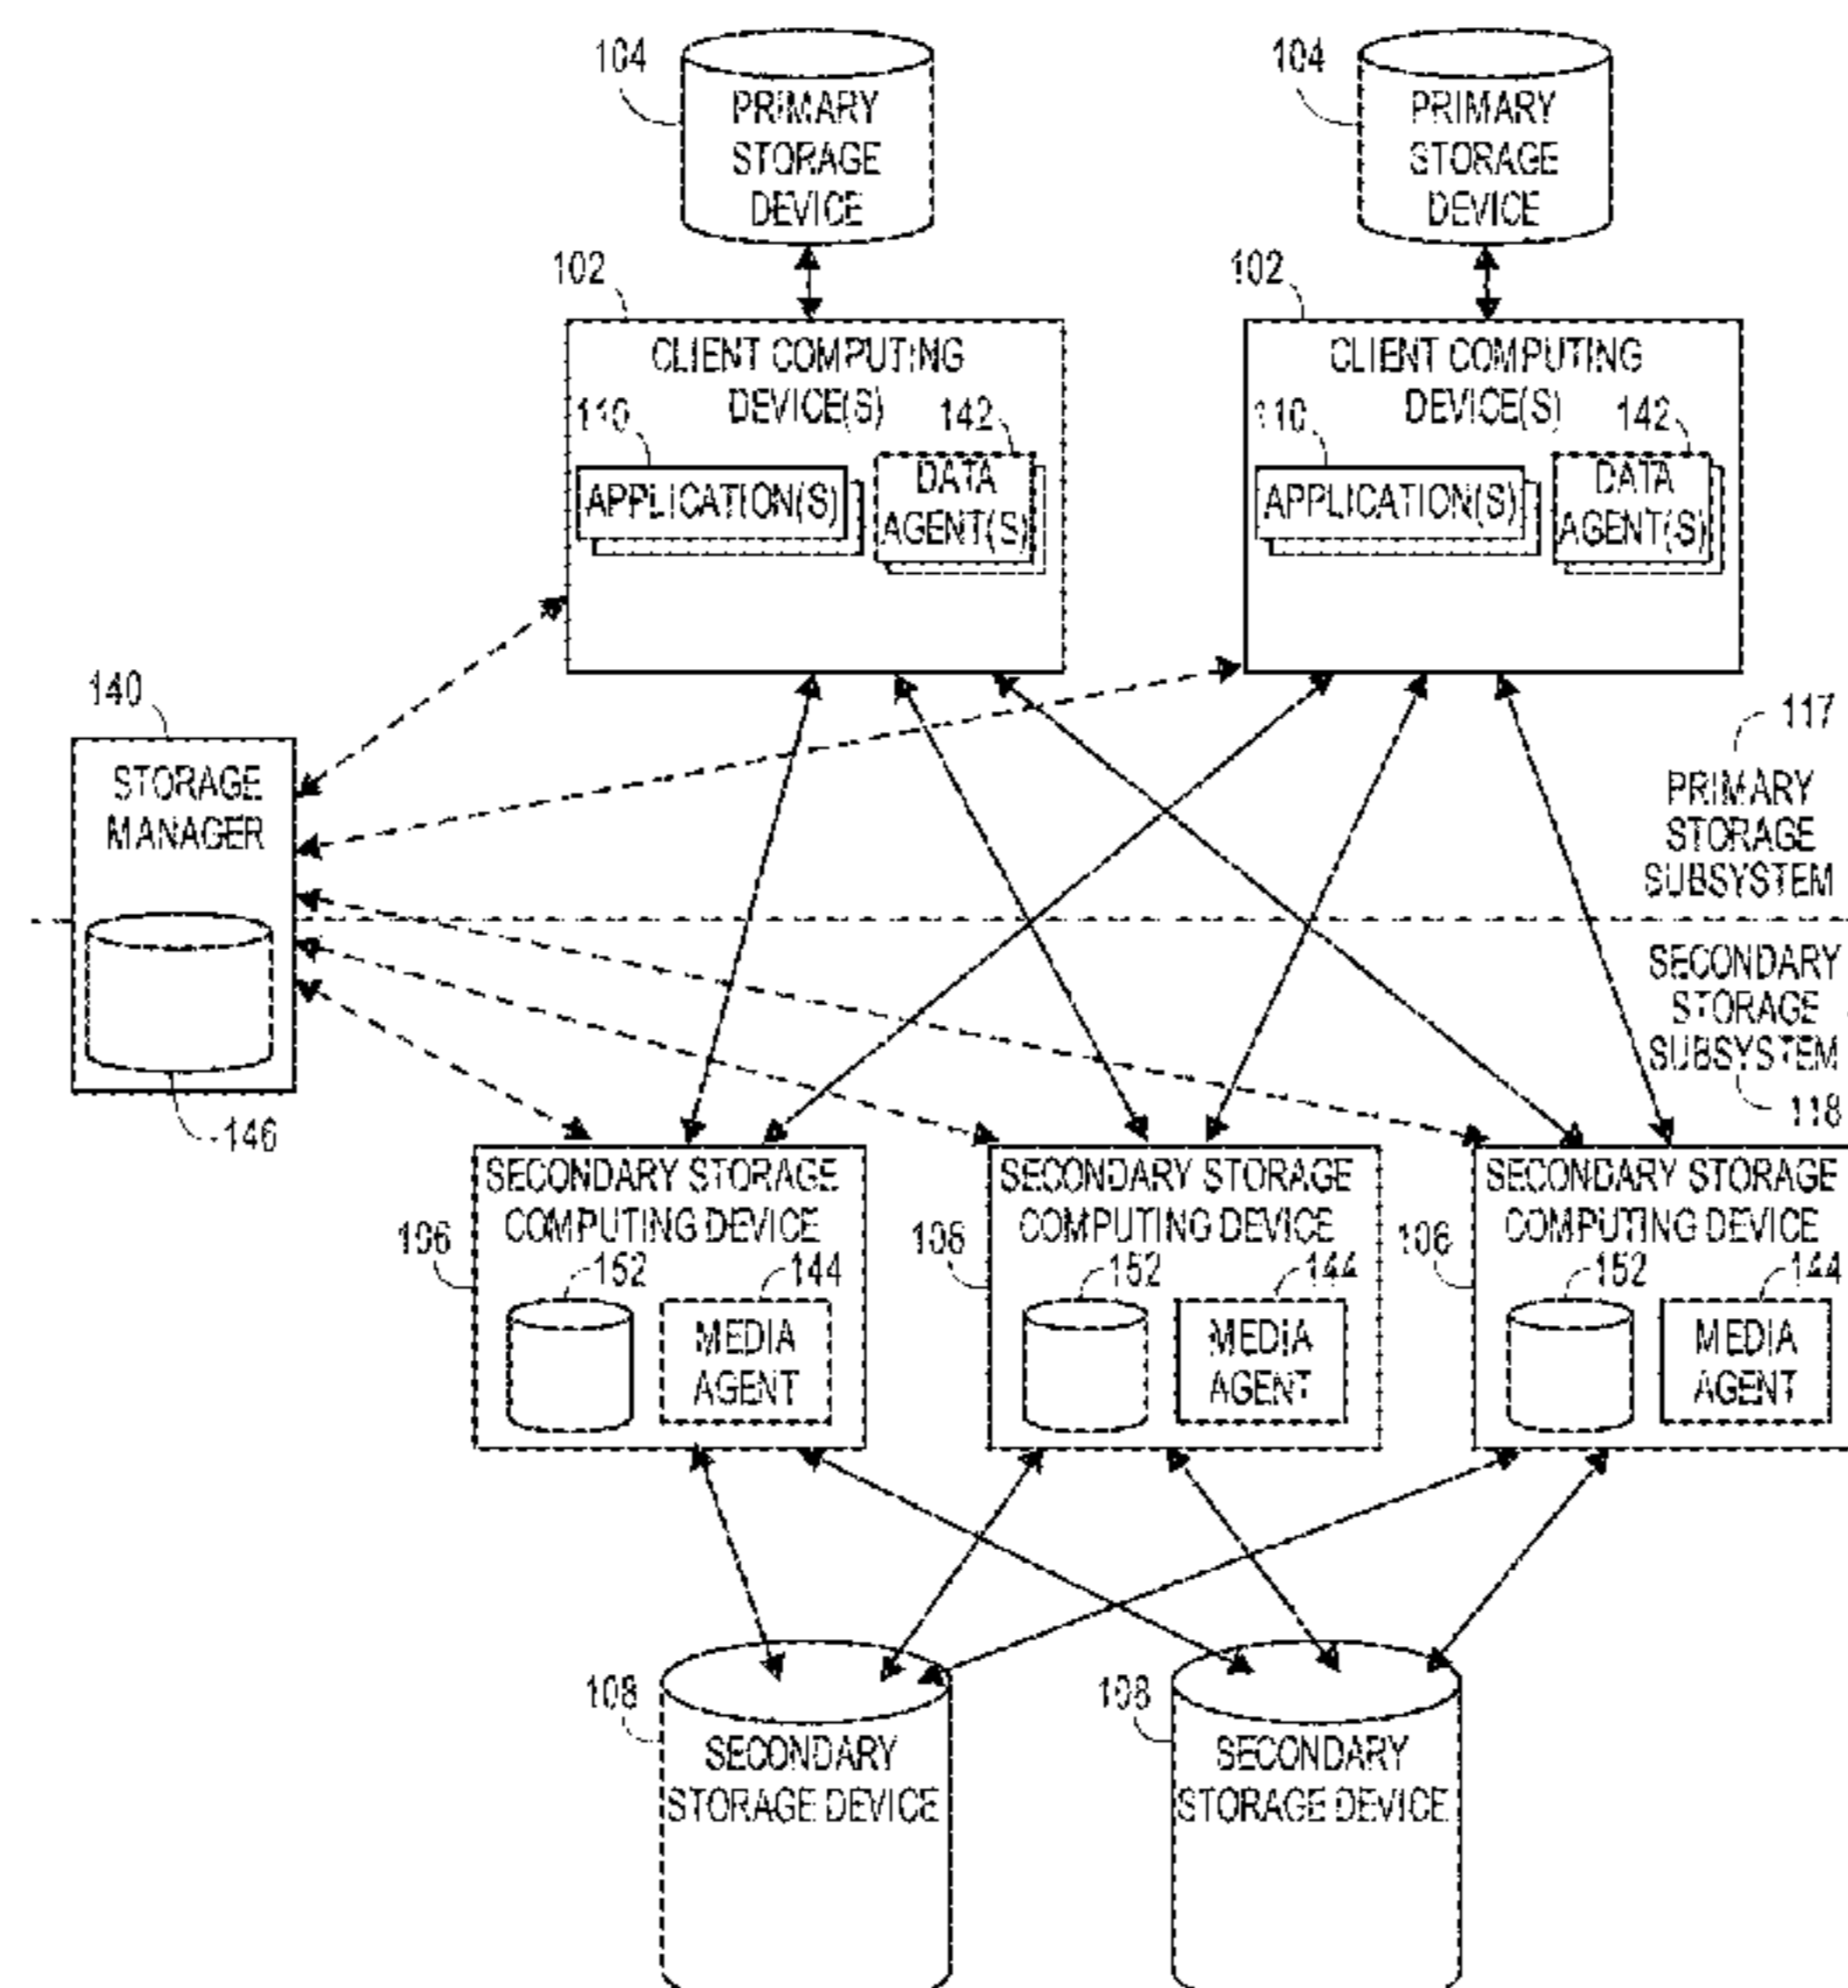 104
104
PRIMARY
STORAGE
DEVICE
PRIMARY
STORAGE
DEVICE
102
102
CLIENT COMPUTING
DEVICE(S)
110
142
APPLICATION(S)
DATA
AGENT(S)
CLIENT COMPUTING
DEVICE(S)
110
142
APPLICATION(S)
DATA
AGENT(S)
140
STORAGE
MANAGER
146
117
PRIMARY
STORAGE
SUBSYSTEM
SECONDARY
STORAGE
SUBSYSTEM
118
106
SECONDARY STORAGE
COMPUTING DEVICE
152
144
MEDIA
AGENT
106
SECONDARY STORAGE
COMPUTING DEVICE
152
144
MEDIA
AGENT
106
SECONDARY STORAGE
COMPUTING DEVICE
152
144
MEDIA
AGENT
108
SECONDARY
STORAGE DEVICE
108
SECONDARY
STORAGE DEVICE